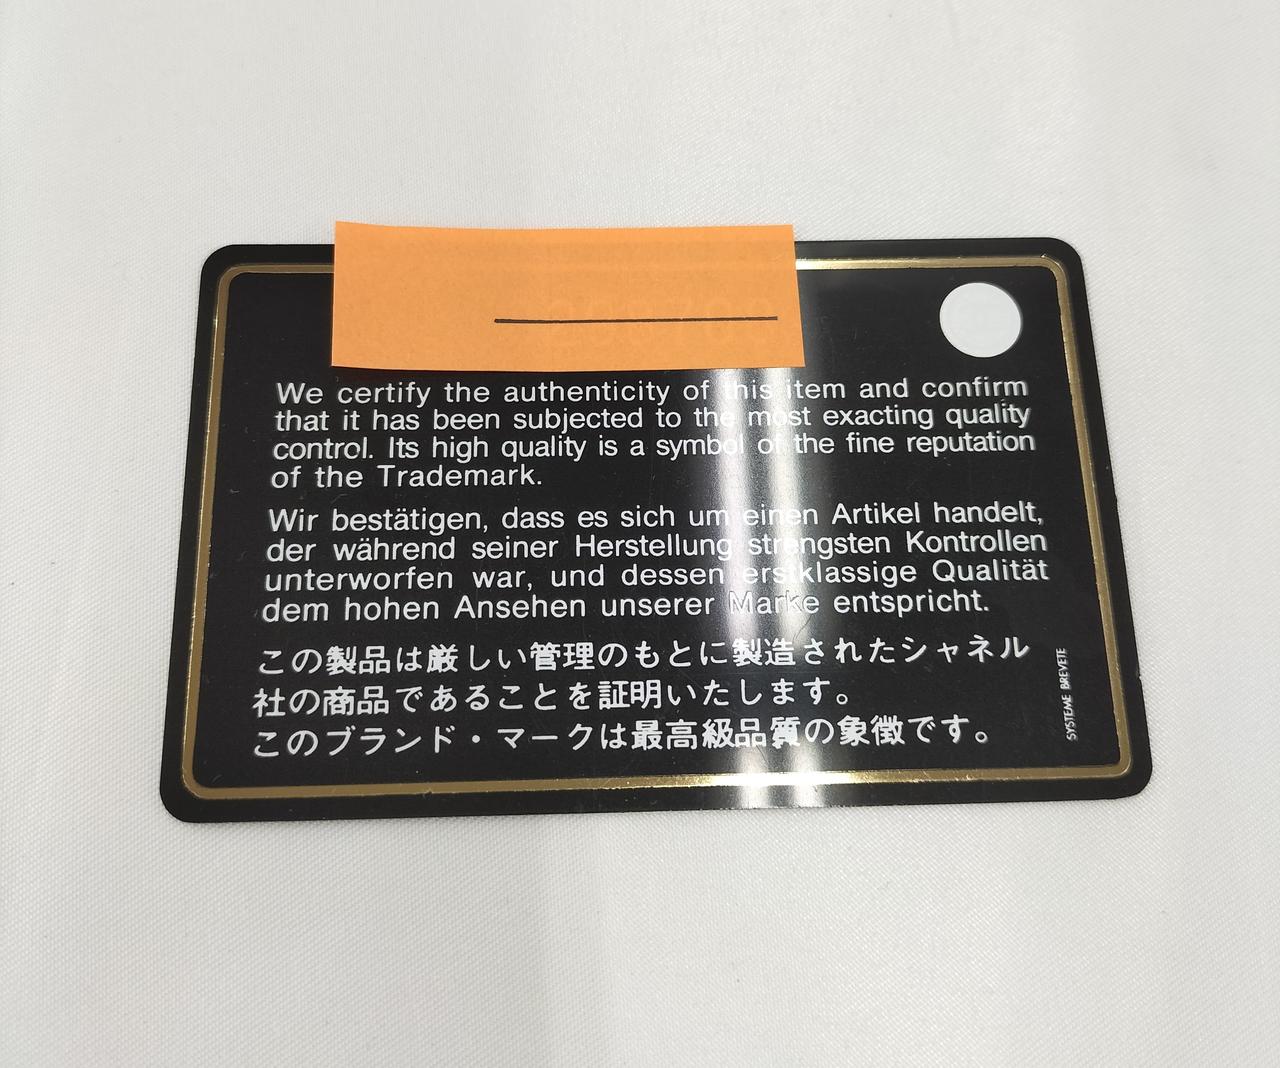 We certify the authenticity of this item and confirm
that it has been subjected to the most exacting quality
control. Its high quality is a symbol of the fine reputation
of the Trademark.
Wir bestätigen, dass es sich um einen Artikel handelt,
der während seiner Herstellung strengsten Kontrollen
unterworfen war, und dessen erstklassige Qualität
dem hohen Ansehen unserer Marke entspricht.
この製品は厳しい管理のもとに製造されたシャネル
社の商品であることを証明いたします。
このブランド・マークは最高級品質の象徴です。
SYSTEME BREVETE